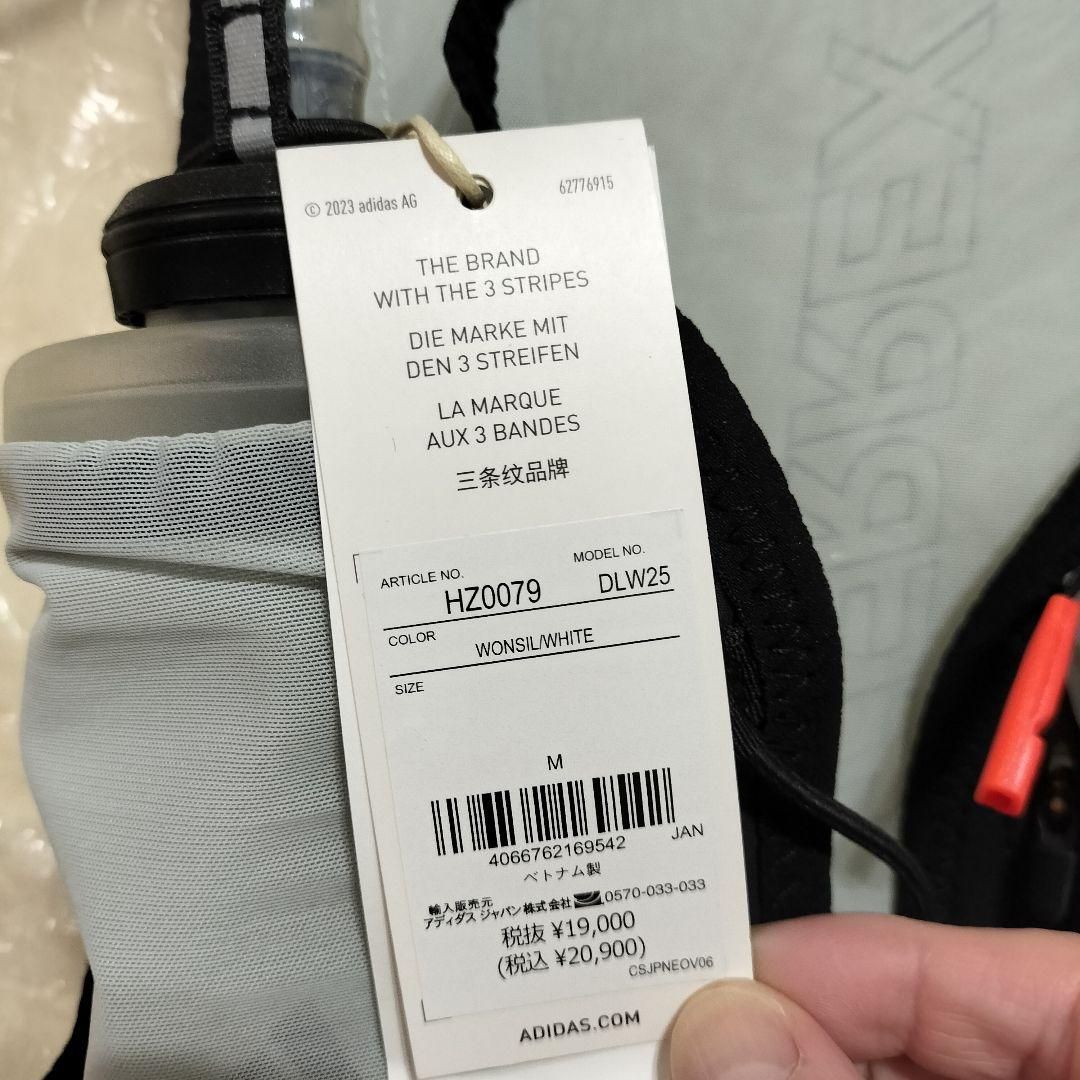 © 2023 adidas AG
62776915
THE BRAND
WITH THE 3 STRIPES
DIE MARKE MIT
DEN 3 STREIFEN
LA MARQUE
AUX 3 BANDES
三条纹品牌
ARTICLE NO.
MODEL NO.
HZ0079
DLW25
COLOR
WONSIL/WHITE
SIZE
M
4066762169542
JAN
ベトナム製
輸入販売元
アディダス ジャパン株式会社
0570-033-033
税抜 ¥19,000
(税込 ¥20,900)
CSJPNEOV06
ADIDAS.COM